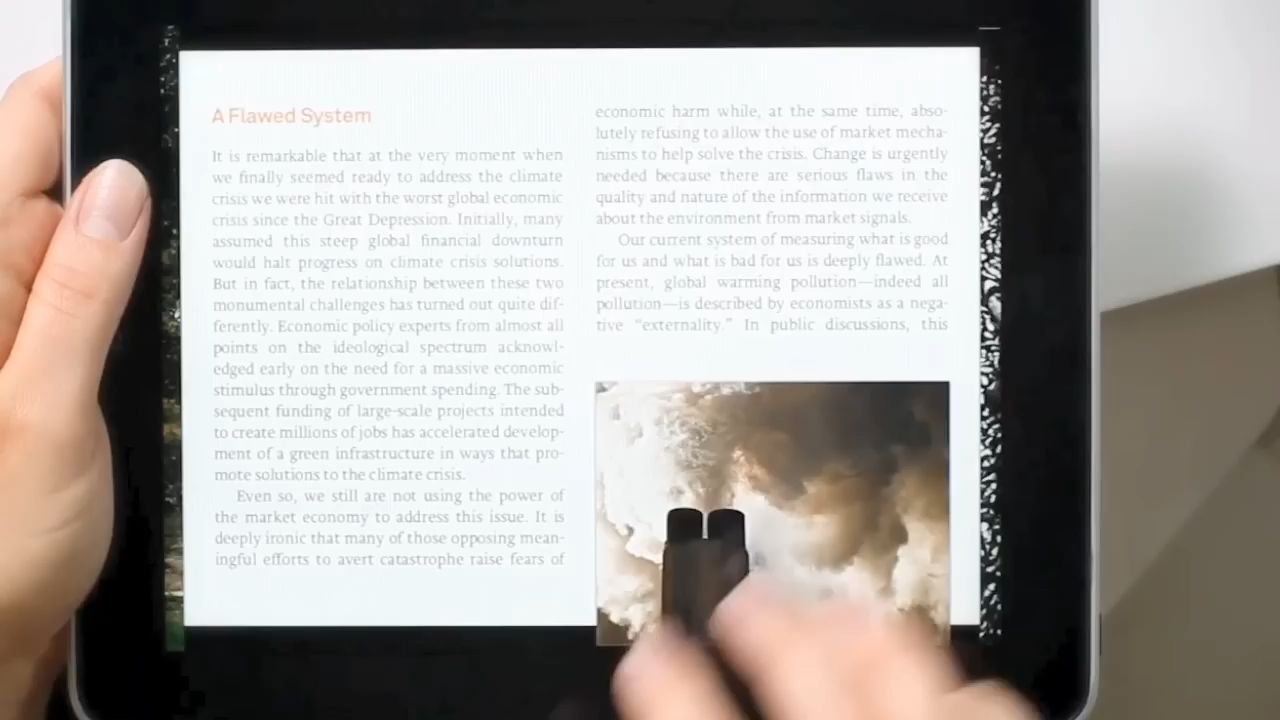 A Flawed System
It is remarkable that at the very moment when
we finally seemed ready to address the climate
crisis we were hit with the worst global economic
crisis since the Great Depression. Initially, many
assumed this steep global financial downturn
would halt progress on climate crisis solutions.
But in fact, the relationship between these two
monumental challenges has turned out quite dif-
ferently. Economic policy experts from almost all
points on the ideological spectrum acknowl-
edged early on the need for a massive economic
stimulus through government spending. The sub-
sequent funding of large-scale projects intended
to create millions of jobs has accelerated develop-
ment of a green infrastructure in ways that pro-
mote solutions to the climate crisis.
Even so, we still are not using the power of
the market economy to address this issue. It is
deeply ironic that many of those opposing mean-
ingful efforts to avert catastrophe raise fears of
economic harm while, at the same time, abso-
lutely refusing to allow the use of market mecha-
nisms to help solve the crisis. Change is urgently
needed because there are serious flaws in the
quality and nature of the information we receive
about the environment from market signals.
Our current system of measuring what is good
for us and what is bad for us is deeply flawed. At
present, global warming pollution—indeed all
pollution—is described by economists as a nega-
tive “externality.” In public discussions, this